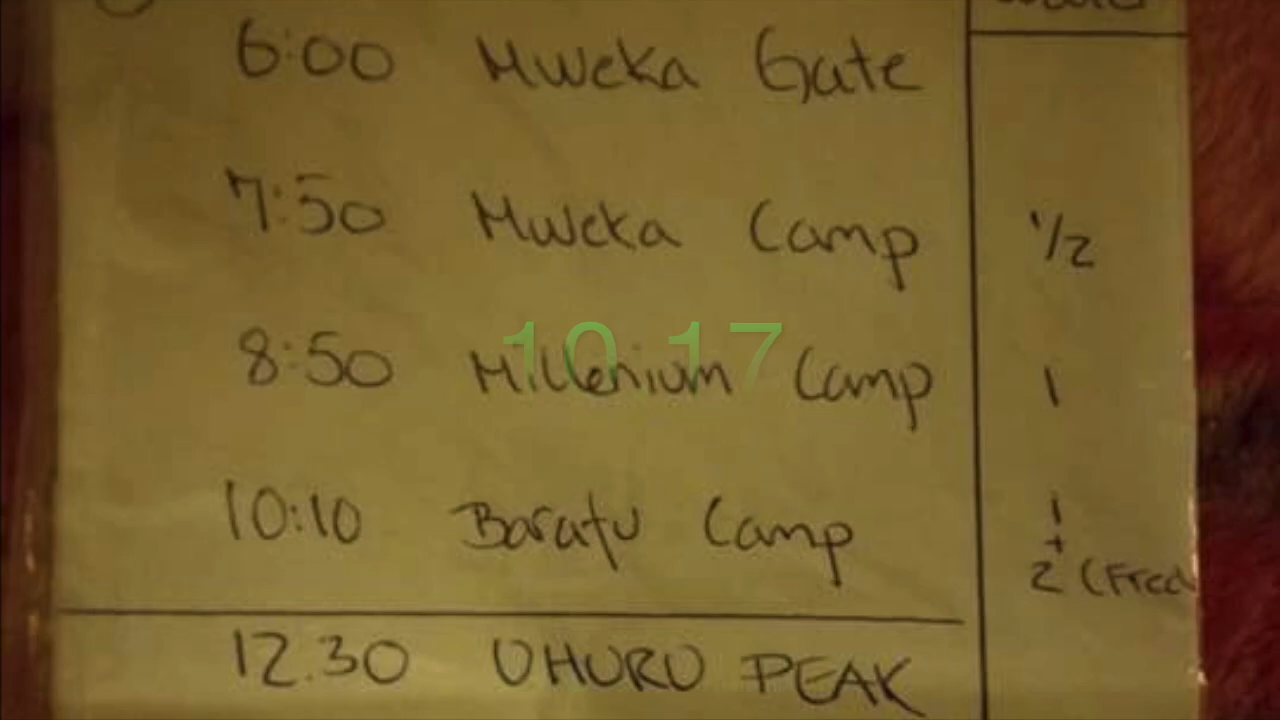 6:00 Mweka Gate
7:50 Mweka Camp 1/2
8:50 Millenium Camp 1
10.17
10:10 Barafu Camp 1
+
2 (Fred
12.30 UHURU PEAK